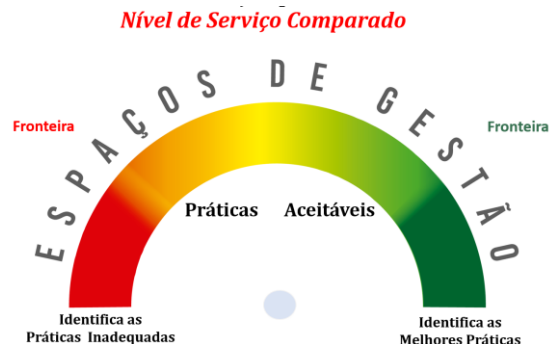 Nível de Serviço Comparado
ESPAÇOS DE GESTÃO
Fronteira
Fronteira
Práticas Aceitáveis
Identifica as
Práticas Inadequadas
Identifica as
Melhores Práticas